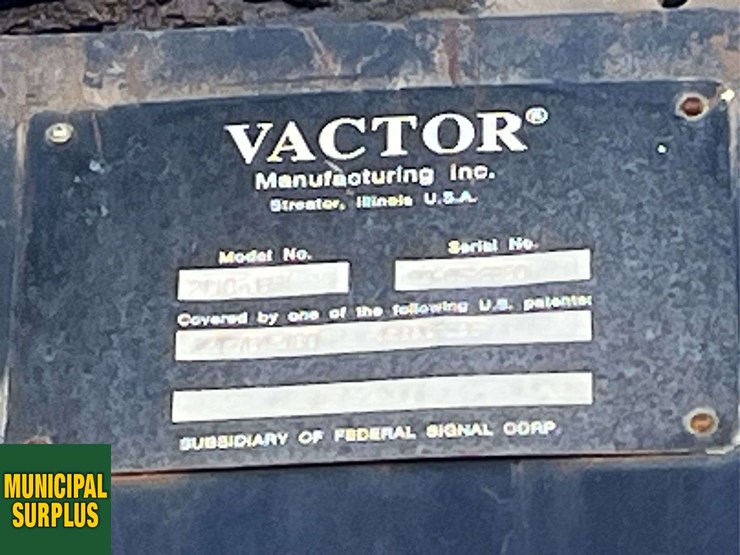 VACTOR®
Manufacturing Inc.
Streator, Illinois U.S.A.
Model No. Serial No.
Covered by one of the following U.S. patents:
SUBSIDIARY OF FEDERAL SIGNAL CORP.
MUNICIPAL
SURPLUS